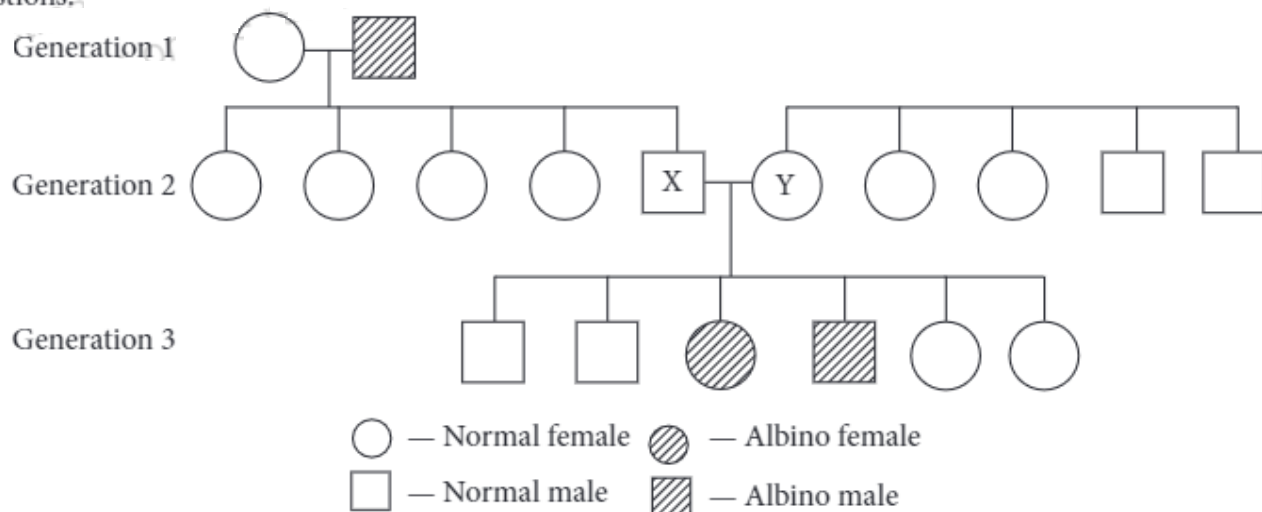 Generation 1
X Y
Generation 2
Generation 3
— Normal female — Albino female
— Normal male — Albino male